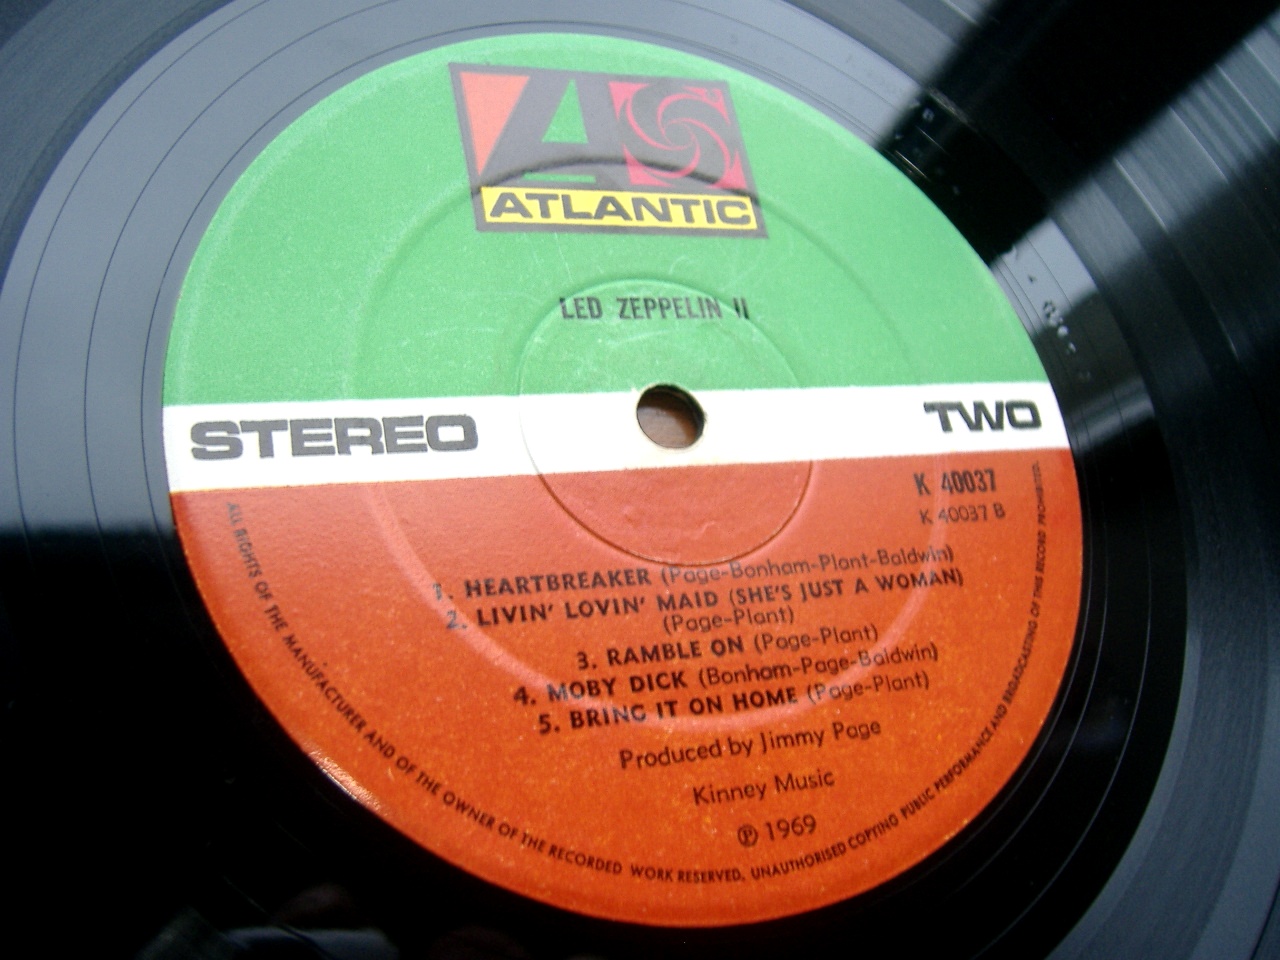 ATLANTIC
LED ZEPPELIN II
STEREO
TWO
K 40037
K 40037 B
1. HEARTBREAKER (Page-Bonham-Plant-Baldwin)
2. LIVIN' LOVIN' MAID (SHE'S JUST A WOMAN)
(Page-Plant)
3. RAMBLE ON (Page-Plant)
4. MOBY DICK (Bonham-Page-Baldwin)
5. BRING IT ON HOME (Page-Plant)
Produced by Jimmy Page
Kinney Music
℗ 1969
ALL RIGHTS OF THE MANUFACTURER AND OF THE OWNER OF THE RECORDED WORK RESERVED. UNAUTHORISED COPYING PUBLIC PERFORMANCE AND BROADCASTING OF THIS RECORD PROHIBITED.